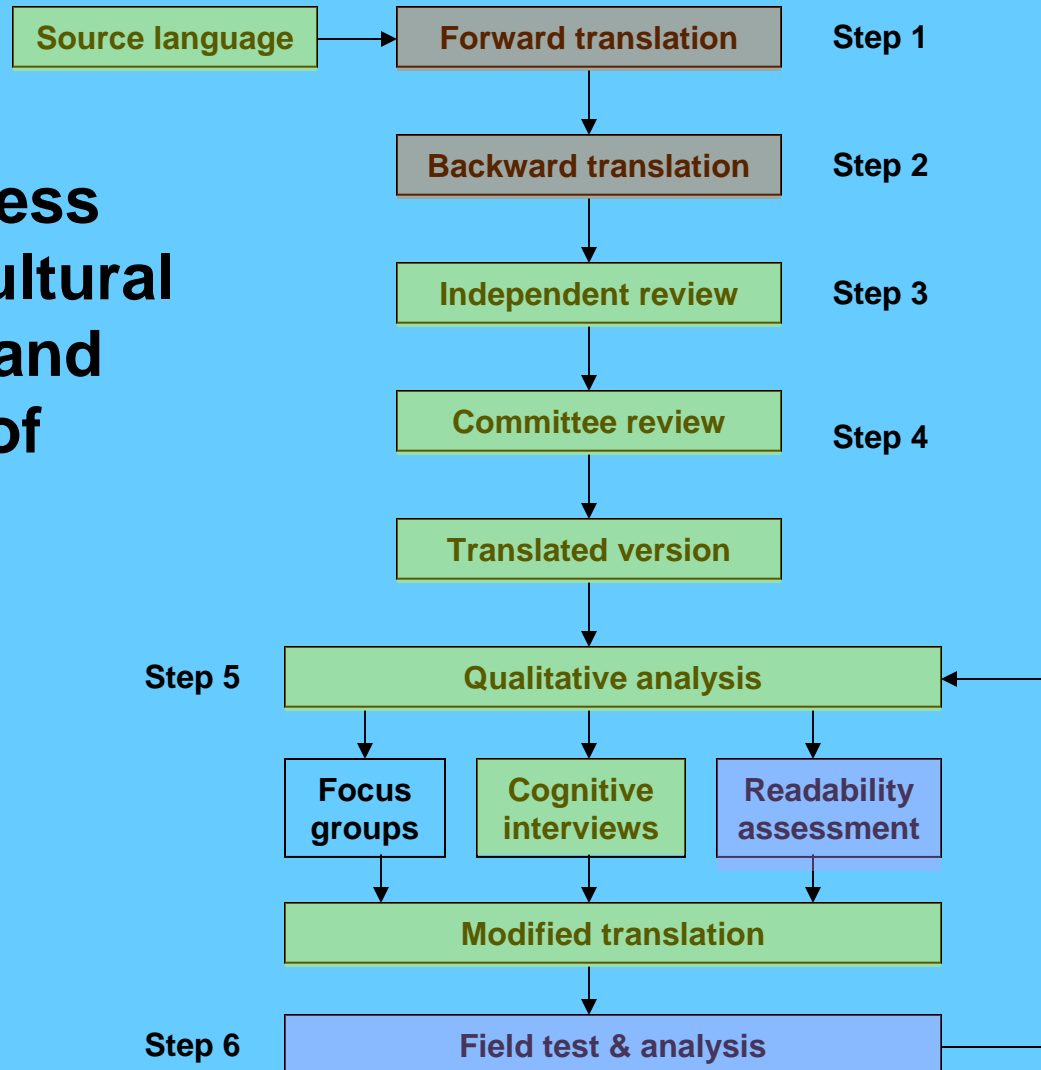 Source language
Forward translation
Step 1
Backward translation
Step 2
ess
ultural
and
of
Independent review
Step 3
Committee review
Step 4
Translated version
Step 5
Qualitative analysis
Focus
groups
Cognitive
interviews
Readability
assessment
Modified translation
Step 6
Field test & analysis